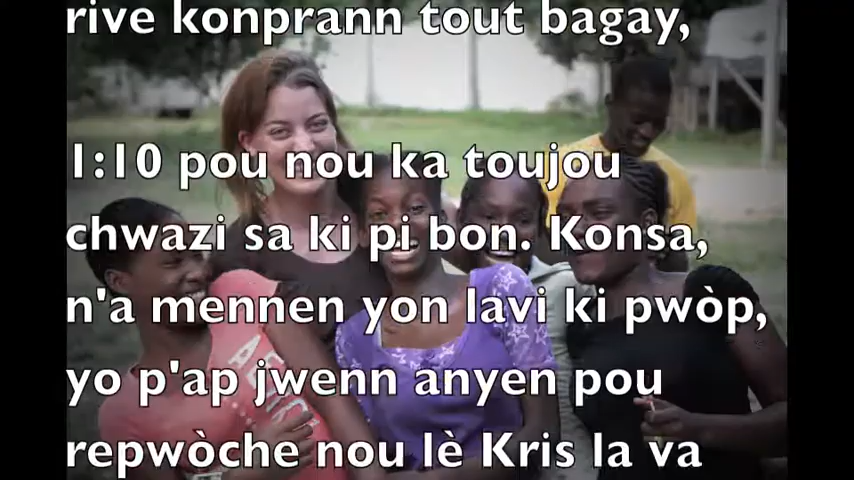 rive konprann tout bagay,
1:10 pou nou ka toujou
chwazi sa ki pi bon. Konsa,
n'a mennen yon lavi ki pwòp,
yo p'ap jwenn anyen pou
repwòche nou lè Kris la va